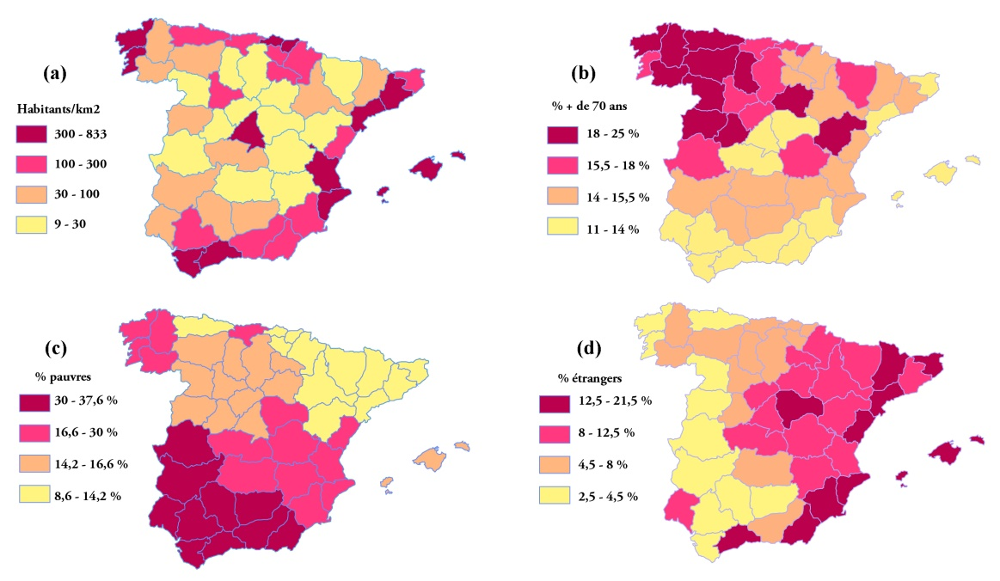 (a)
Habitants/km2
300 - 833
100 - 300
30 - 100
9 - 30
(b)
% + de 70 ans
18 - 25 %
15,5 - 18 %
14 - 15,5 %
11 - 14 %
(c)
% pauvres
30 - 37,6 %
16,6 - 30 %
14,2 - 16,6 %
8,6 - 14,2 %
(d)
% étrangers
12,5 - 21,5 %
8 - 12,5 %
4,5 - 8 %
2,5 - 4,5 %